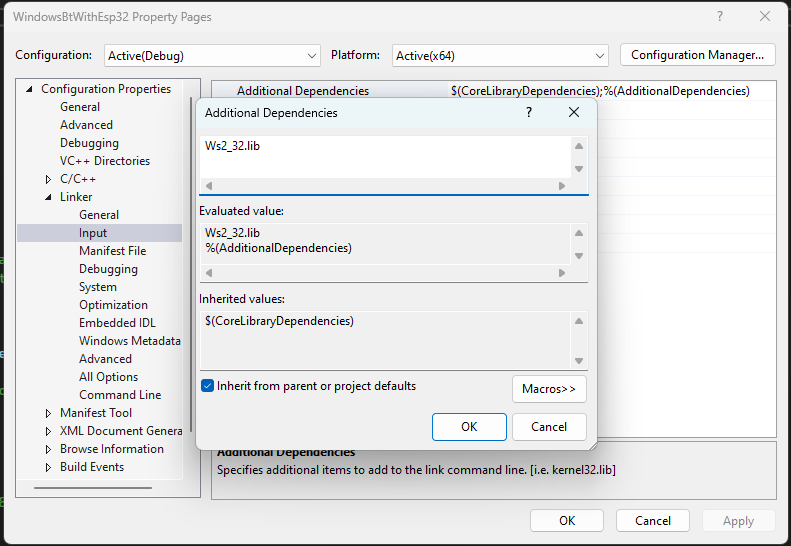 WindowsBtWithEsp32 Property Pages
?
Configuration: Active(Debug) Platform: Active(x64) Configuration Manager...
Configuration Properties
General
Advanced
Debugging
VC++ Directories
C/C++
Linker
General
Input
Manifest File
Debugging
System
Optimization
Embedded IDL
Windows Metadata
Advanced
All Options
Command Line
Manifest Tool
XML Document Genera
Browse Information
Build Events
Additional Dependencies $(CoreLibraryDependencies);%(AdditionalDependencies)
Additional Dependencies ?
Ws2_32.lib
Evaluated value:
Ws2_32.lib
%(AdditionalDependencies)
Inherited values:
$(CoreLibraryDependencies)
Inherit from parent or project defaults
Macros>>
OK Cancel
Additional Dependencies
Specifies additional items to add to the link command line. [i.e. kernel32.lib]
OK Cancel Apply